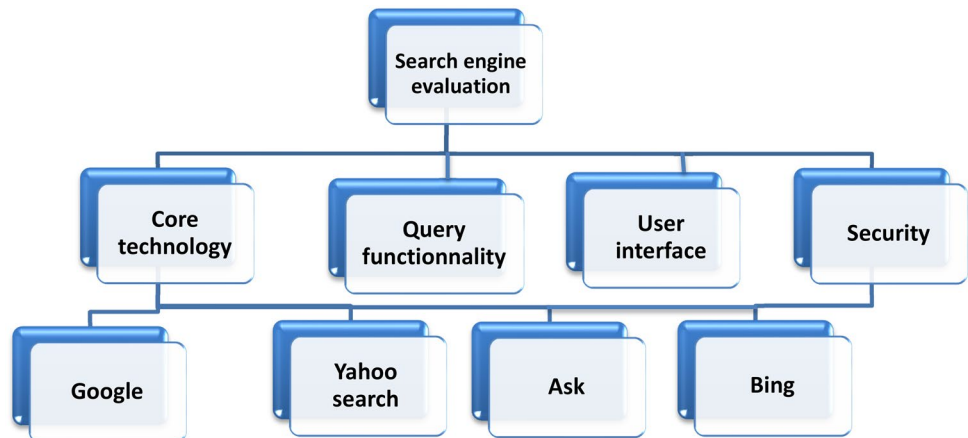 Search engine
evaluation
Core
technology
Query
functionnality
User
interface
Security
Google
Yahoo
search
Ask
Bing